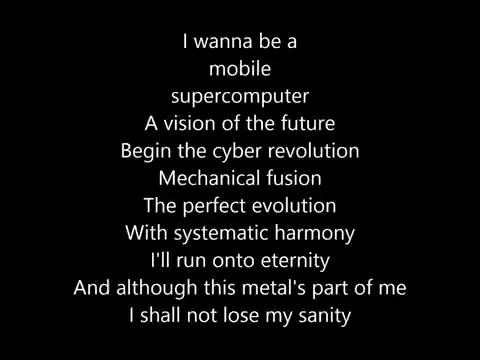 I wanna be a
mobile
supercomputer
A vision of the future
Begin the cyber revolution
Mechanical fusion
The perfect evolution
With systematic harmony
I'll run onto eternity
And although this metal's part of me
I shall not lose my sanity